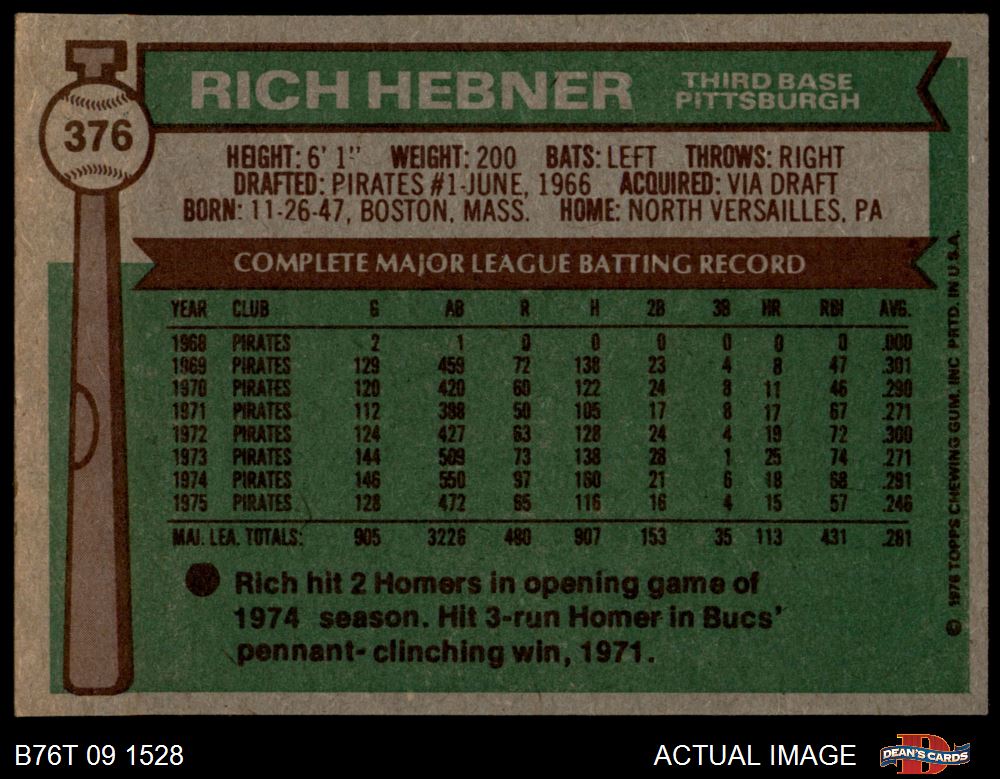 RICH HEBNER
THIRD BASE
PITTSBURGH
376
HEIGHT: 6' 1" WEIGHT: 200 BATS: LEFT THROWS: RIGHT
DRAFTED: PIRATES #1-JUNE, 1966 ACQUIRED: VIA DRAFT
BORN: 11-26-47, BOSTON, MASS. HOME: NORTH VERSAILLES, PA
COMPLETE MAJOR LEAGUE BATTING RECORD
YEAR CLUB G AB R H 2B 3B HR RBI AVG.
1968 PIRATES 2 1 0 0 0 0 0 0 .000
1969 PIRATES 129 459 72 138 23 4 8 47 .301
1970 PIRATES 120 420 60 122 24 8 11 46 .290
1971 PIRATES 112 388 50 105 17 8 17 67 .271
1972 PIRATES 124 427 63 128 24 4 19 72 .300
1973 PIRATES 144 509 73 138 28 1 25 74 .271
1974 PIRATES 146 550 97 160 21 6 18 68 .291
1975 PIRATES 128 472 65 116 16 4 15 57 .246
MAJ. LEA. TOTALS: 905 3226 480 907 153 35 113 431 .281
Rich hit 2 Homers in opening game of
1974 season. Hit 3-run Homer in Bucs'
pennant-clinching win, 1971.
© 1976 TOPPS CHEWING GUM, INC PRTD. IN U.S.A.
B76T 09 1528
ACTUAL IMAGE
DEAN'S CARDS